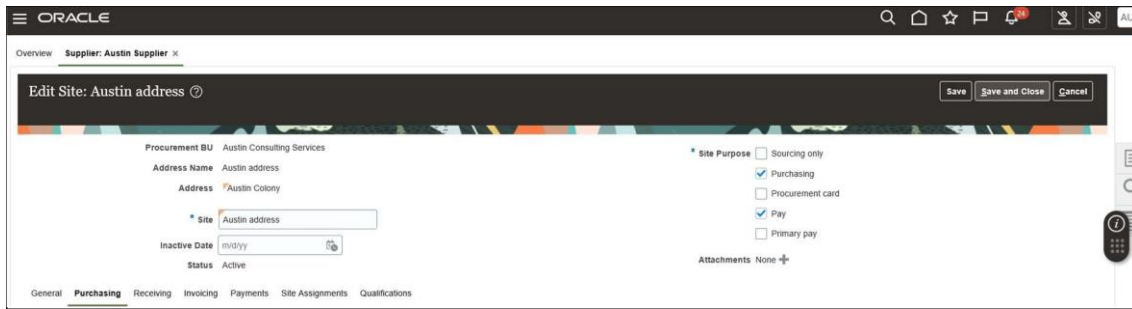 ORACLE
24
AU
Overview Supplier: Austin Supplier ×
Edit Site: Austin address
Save Save and Close Cancel
Procurement BU Austin Consulting Services
Address Name Austin address
Address Austin Colony
* Site Austin address
Inactive Date m/d/yy
Status Active
* Site Purpose Sourcing only
Purchasing
Procurement card
Pay
Primary pay
Attachments None
General Purchasing Receiving Invoicing Payments Site Assignments Qualifications